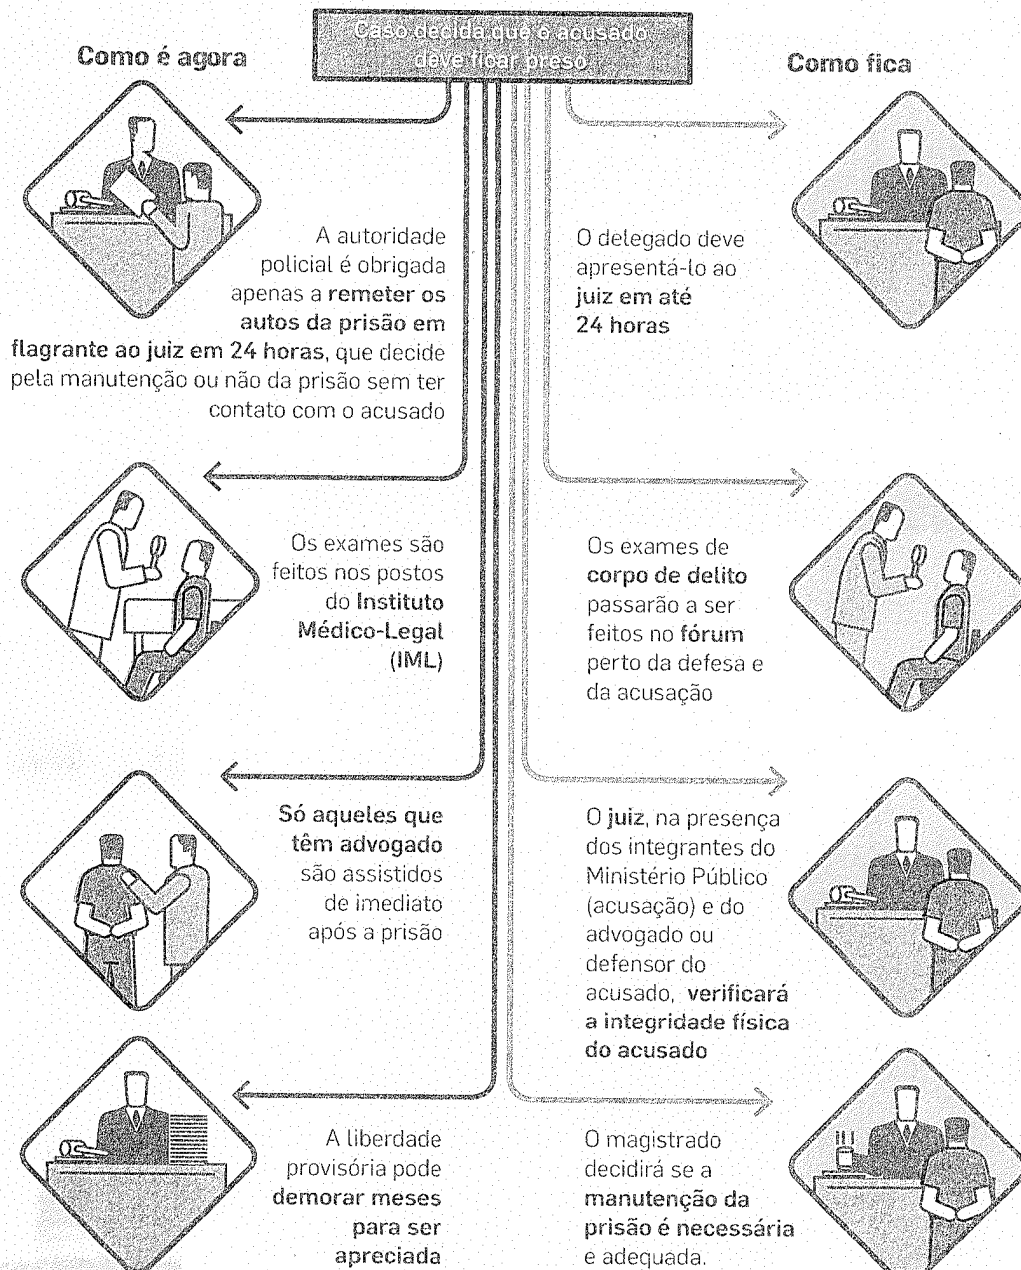 Caso decida que o acusado
deve ficar preso
Como é agora
A autoridade
policial é obrigada
apenas a remeter os
autos da prisão em
flagrante ao juiz em 24 horas, que decide
pela manutenção ou não da prisão sem ter
contato com o acusado
Os exames são
feitos nos postos
do Instituto
Médico-Legal
(IML)
Só aqueles que
têm advogado
são assistidos
de imediato
após a prisão
A liberdade
provisória pode
demorar meses
para ser
apreciada
Como fica
O delegado deve
apresentá-lo ao
juiz em até
24 horas
Os exames de
corpo de delito
passarão a ser
feitos no fórum
perto da defesa e
da acusação
O juiz, na presença
dos integrantes do
Ministério Público
(acusação) e do
advogado ou
defensor do
acusado, verificará
a integridade física
do acusado
O magistrado
decidirá se a
manutenção da
prisão é necessária
e adequada.